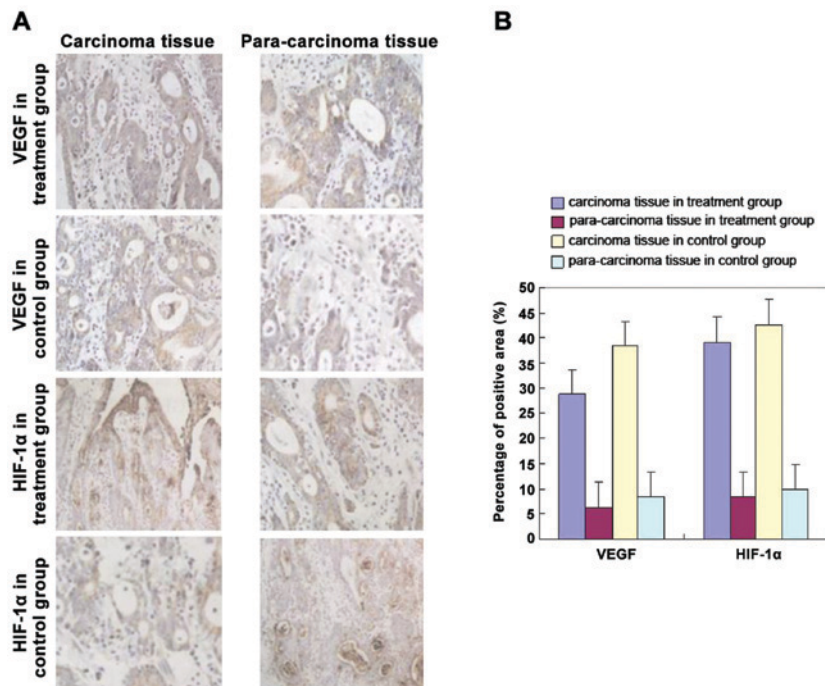 A
B
Carcinoma tissue
Para-carcinoma tissue
VEGF in
treatment group
VEGF in
control group
HIF-1α in
treatment group
HIF-1α in
control group
carcinoma tissue in treatment group
para-carcinoma tissue in treatment group
carcinoma tissue in control group
para-carcinoma tissue in control group
Percentage of positive area (%)
50
45
40
35
30
15
10
15
10
5
0
VEGF
HIF-1α